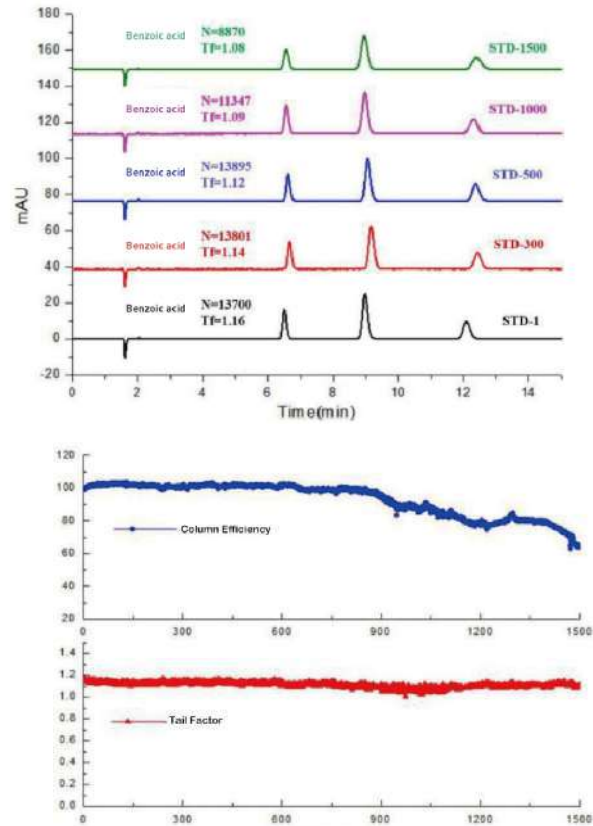 180
160
140
120
100
80
60
40
20
0
-20
mAU
Benzoic acid N=8870
Tf=1.08
STD-1500
Benzoic acid N=11347
Tf=1.09
STD-1000
Benzoic acid N=13895
Tf=1.12
STD-500
Benzoic acid N=13801
Tf=1.14
STD-300
Benzoic acid N=13700
Tf=1.16
STD-1
0 2 4 6 8 10 12 14
Time(min)
120
100
80
60
40
20
Column Efficiency
0 300 600 900 1200 1500
1.4
1.2
1.0
0.8
0.6
0.4
0.2
0.0
Tail Factor
0 300 600 900 1200 1500